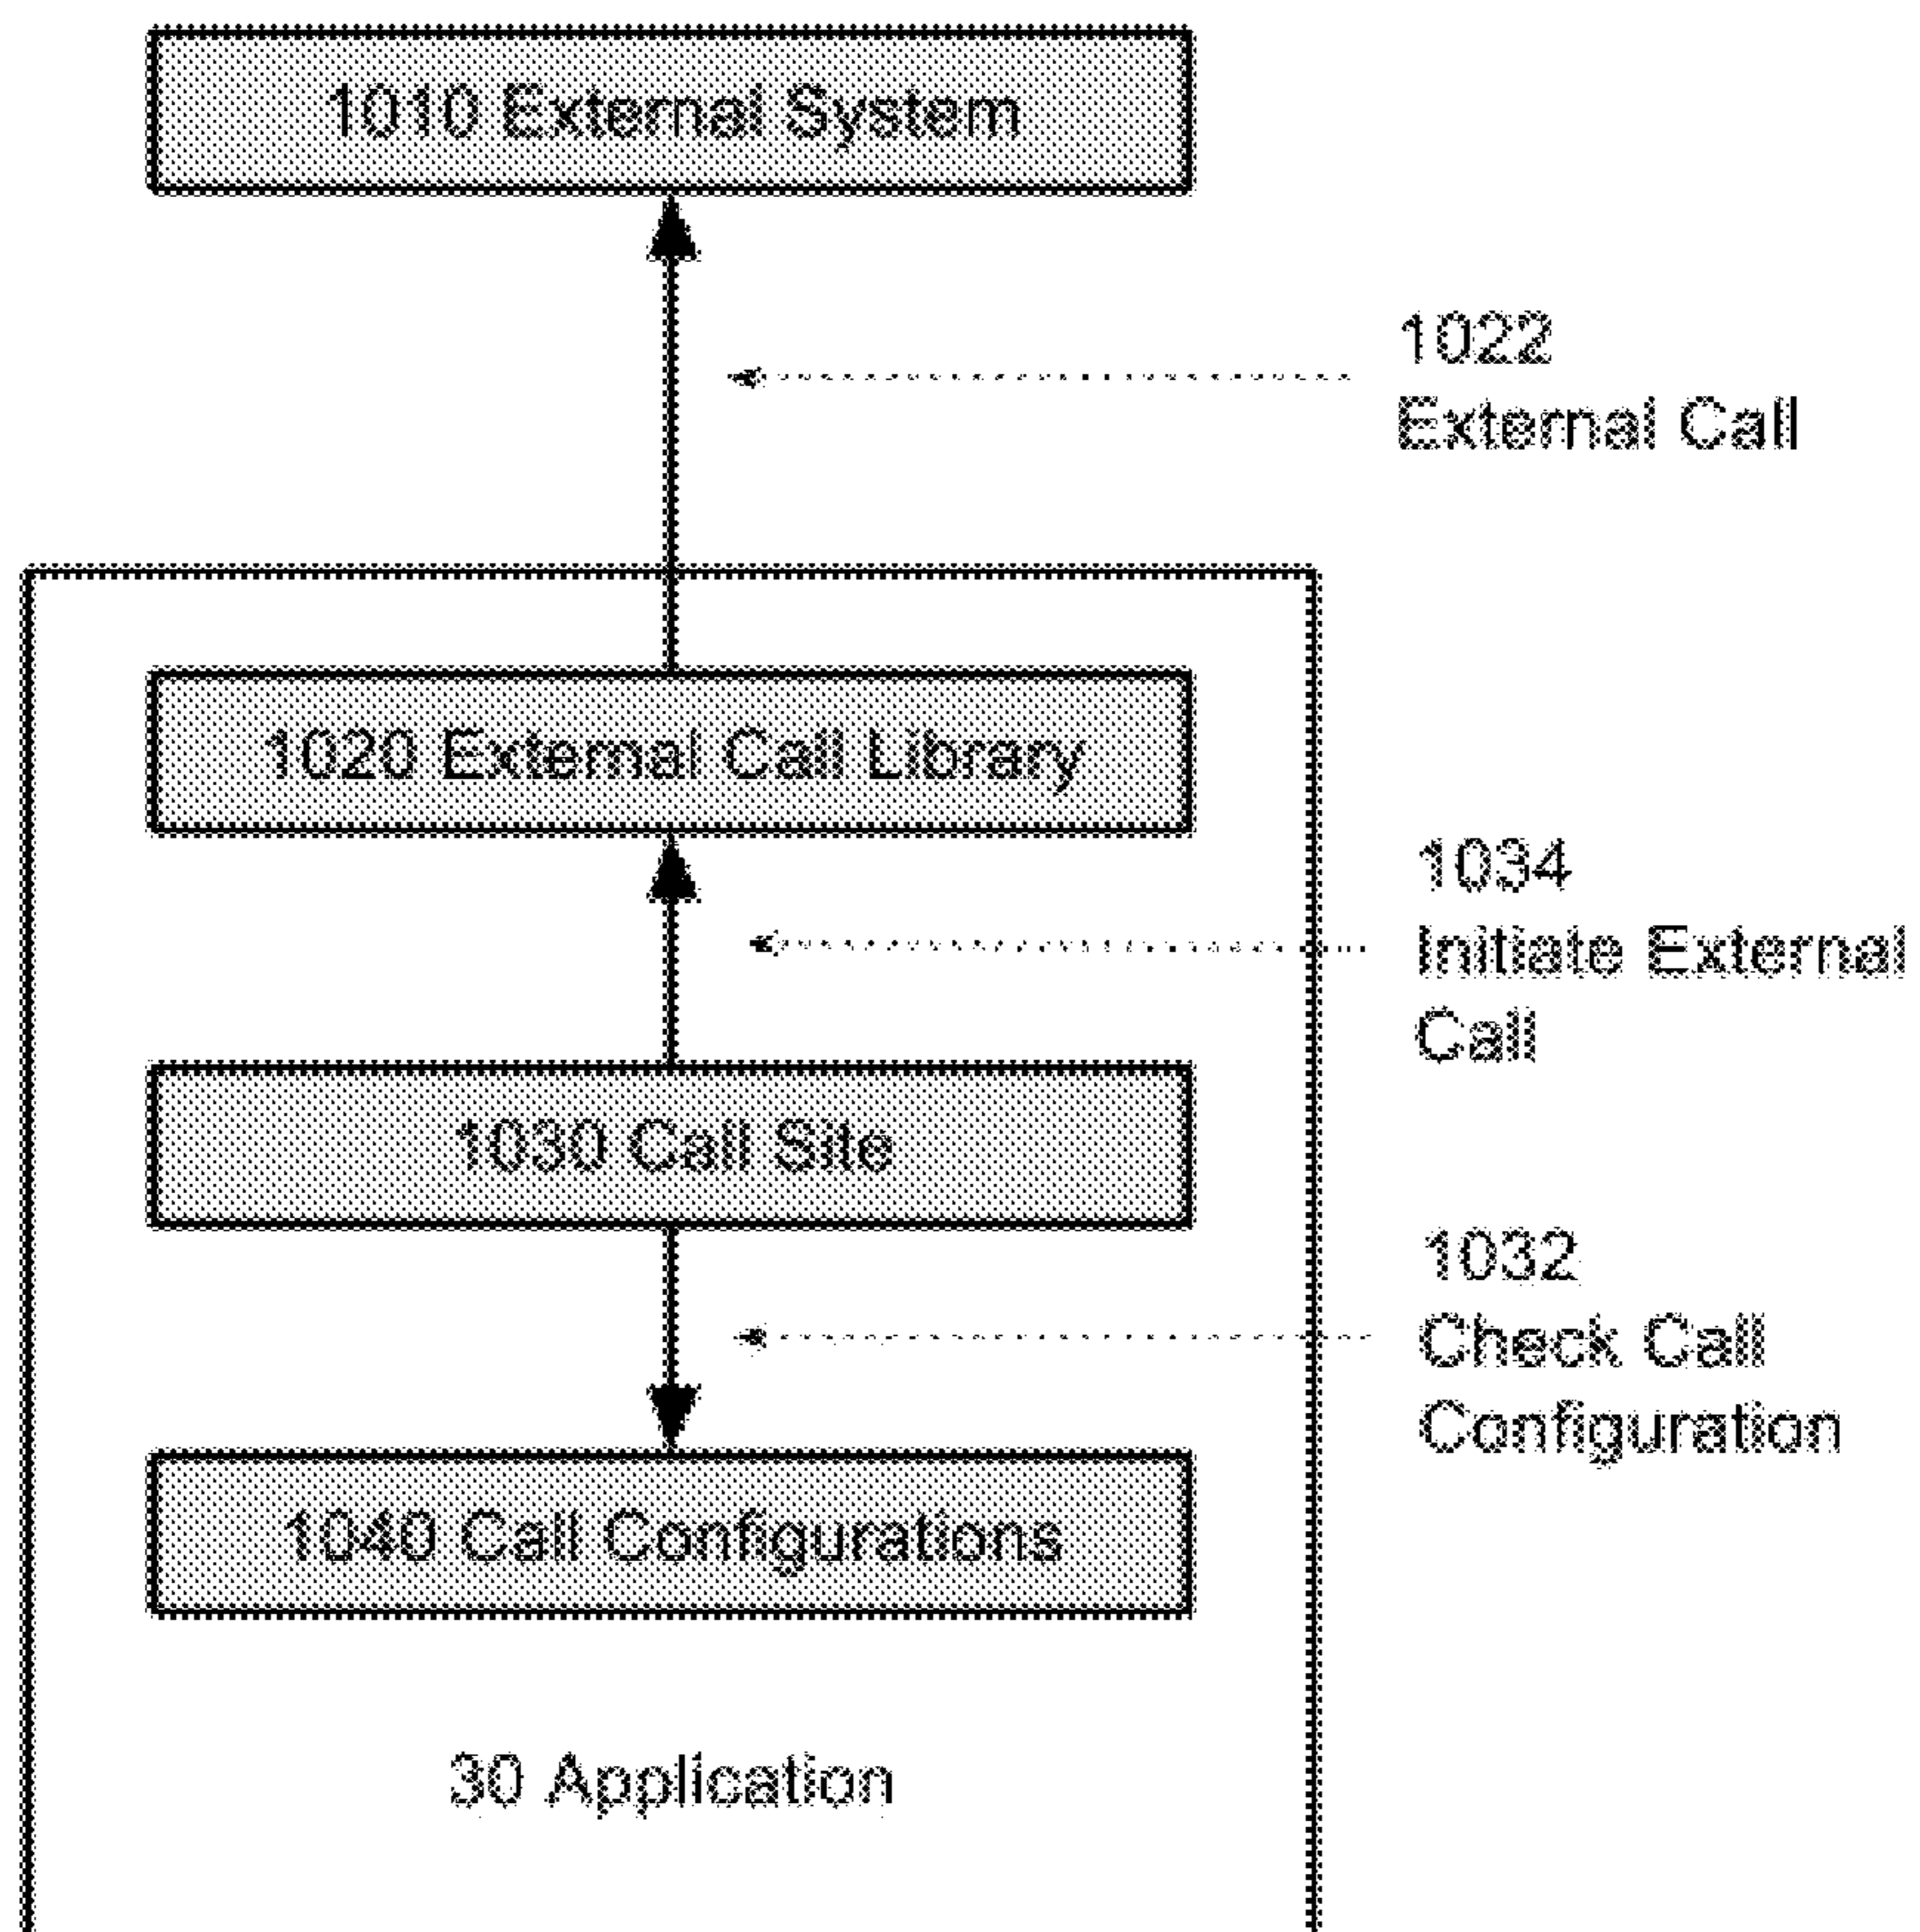 1010 External System
1022
External Call
1020 External Call Library
1034
Initiate External
Call
1030 Call Site
1032
Check Call
Configuration
1040 Call Configurations
30 Application